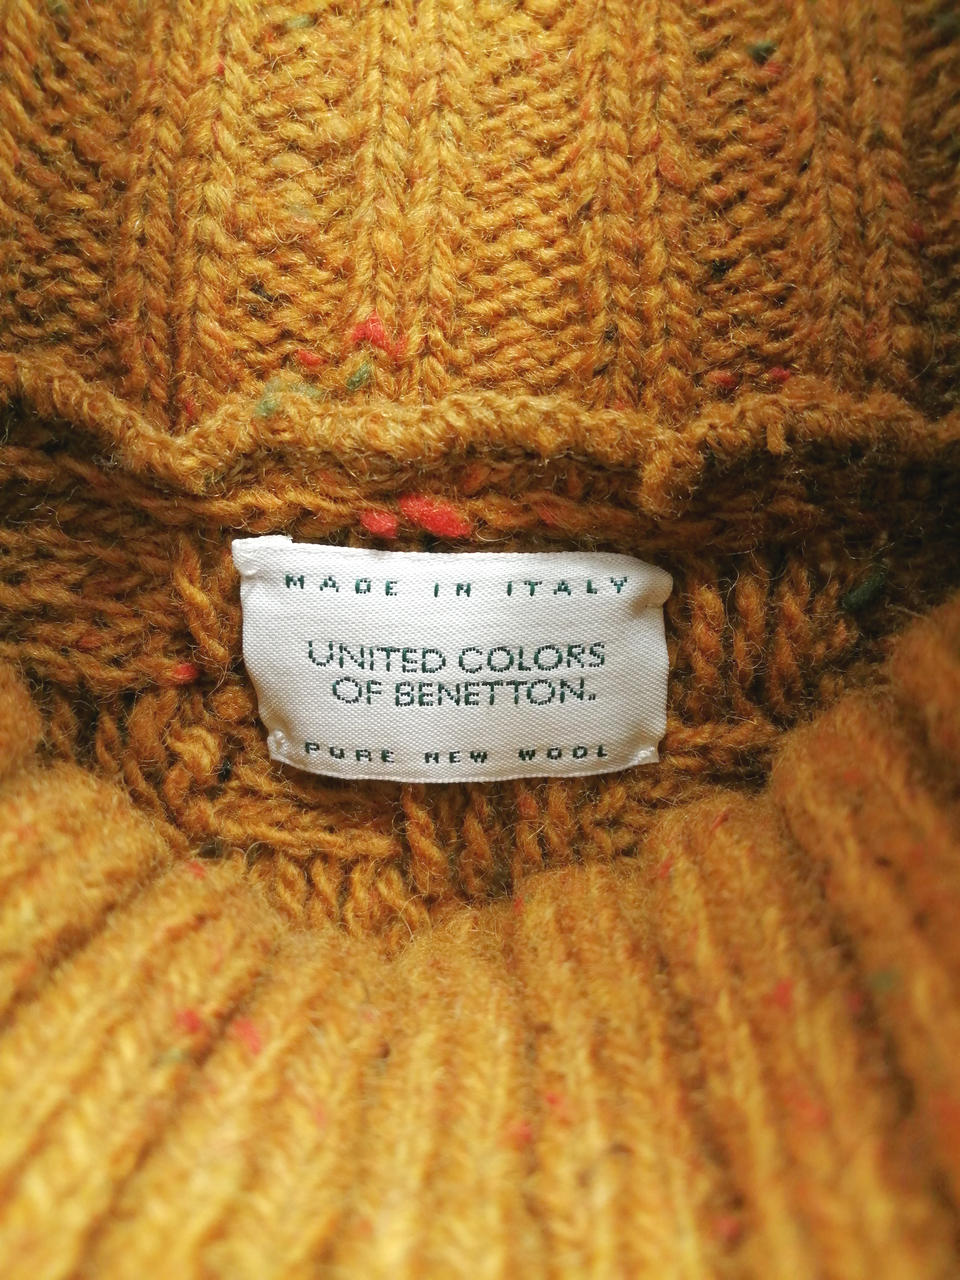 MADE IN ITALY
UNITED COLORS
OF BENETTON.
PURE NEW WOOL